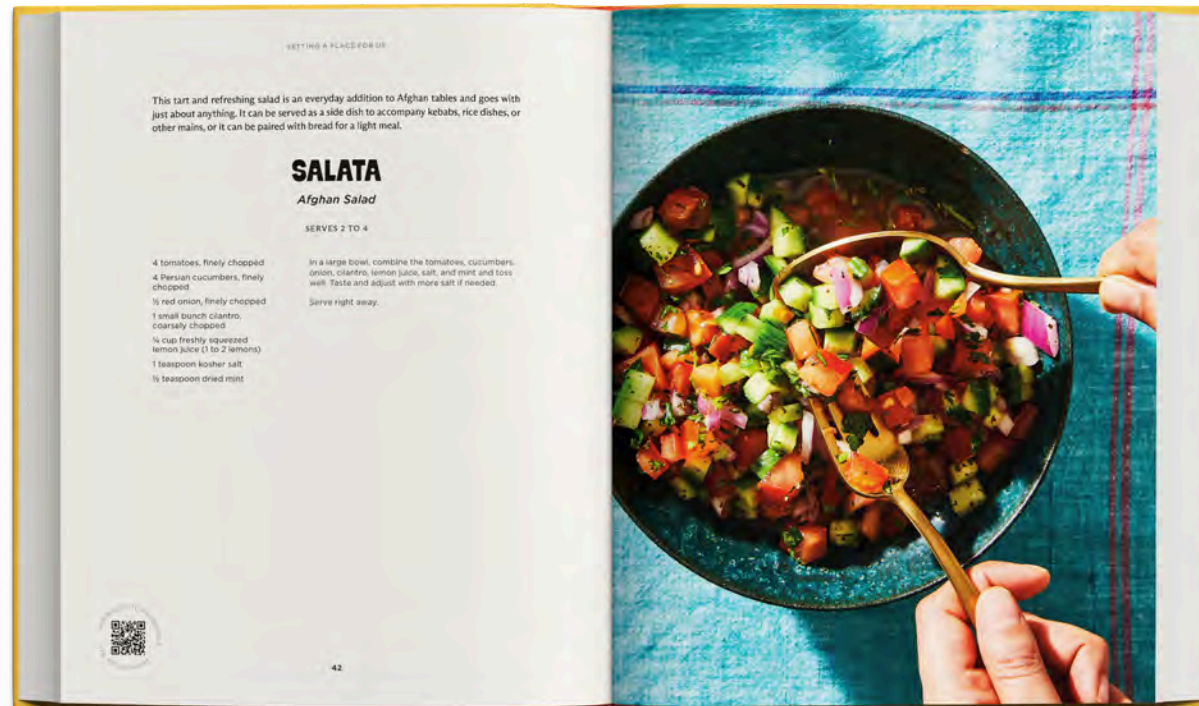 SETTING A PLACE FOR US
This tart and refreshing salad is an everyday addition to Afghan tables and goes with
just about anything. It can be served as a side dish to accompany kebabs, rice dishes, or
other mains, or it can be paired with bread for a light meal.
SALATA
Afghan Salad
SERVES 2 TO 4
4 tomatoes, finely chopped
4 Persian cucumbers, finely
chopped
½ red onion, finely chopped
1 small bunch cilantro,
coarsely chopped
¼ cup freshly squeezed
lemon juice (1 to 2 lemons)
1 teaspoon kosher salt
½ teaspoon dried mint
In a large bowl, combine the tomatoes, cucumbers,
onion, cilantro, lemon juice, salt, and mint and toss
well. Taste and adjust with more salt if needed.
Serve right away.
42